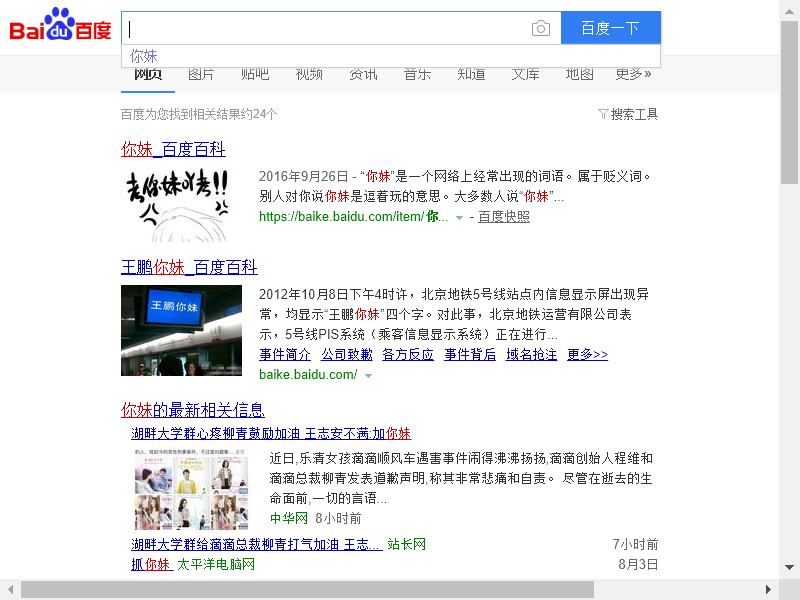 Bai du 百度
百度一下
你妹
网页 图片 贴吧 视频 资讯 音乐 知道 文库 地图 更多»
百度为您找到相关结果约24个 搜索工具
你妹_百度百科
考你妹吖考!!
2016年9月26日 - “你妹”是一个网络上经常出现的词语。属于贬义词。
别人对你说你妹是逗着玩的意思。大多数人说“你妹”...
https://baike.baidu.com/item/你... - 百度快照
王鹏你妹_百度百科
王鹏你妹
2012年10月8日下午4时许，北京地铁5号线站点内信息显示屏出现异
常，均显示“王鹏你妹”四个字。对此事，北京地铁运营有限公司表
示，5号线PIS系统（乘客信息显示系统）正在进行...
事件简介 公司致歉 各方反应 事件背后 域名抢注 更多>>
baike.baidu.com/
你妹的最新相关信息
湖畔大学群心疼柳青鼓励加油 王志安不满:加你妹
近日,乐清女孩滴滴顺风车遇害事件闹得沸沸扬扬,滴滴创始人程维和
滴滴总裁柳青发表道歉声明,称其非常悲痛和自责。 尽管在逝去的生
命面前,一切的言语...
中华网 8小时前
湖畔大学群给滴滴总裁柳青打气加油 王志... 站长网 7小时前
抓你妹 太平洋电脑网 8月3日